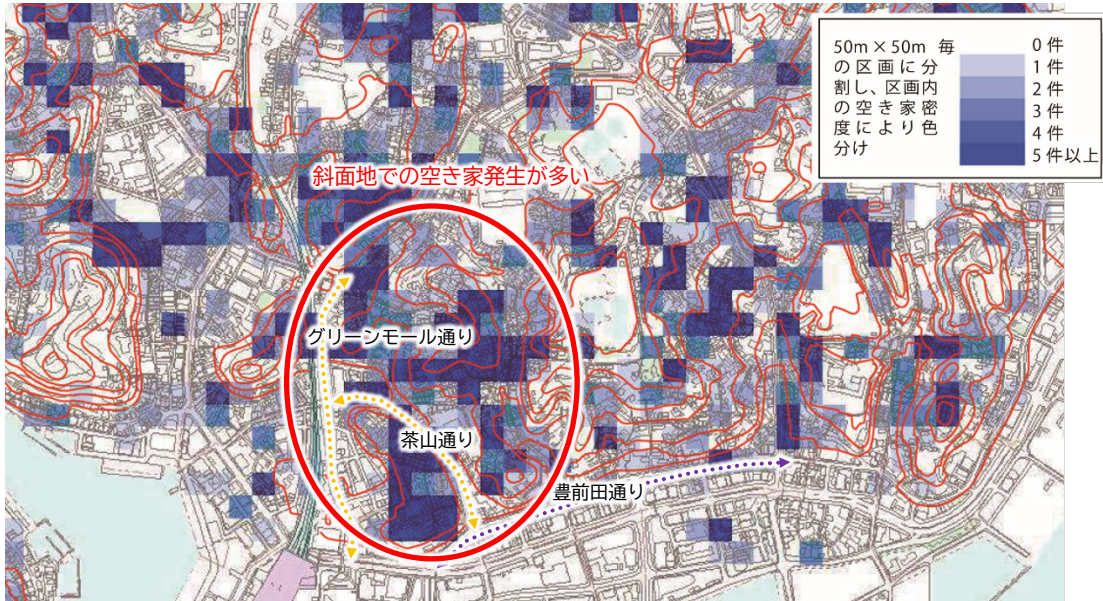 50m×50m 毎
の区画に分
割し、区画内
の空き家密
度により色
分け
0件
1件
2件
3件
4件
5件以上
斜面地での空き家発生が多い
グリーンモール通り
茶山通り
豊前田通り